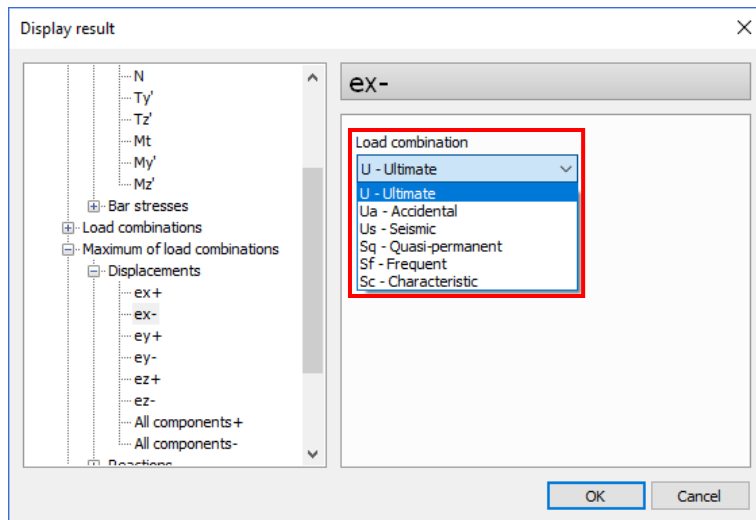 Display result
N
Ty'
Tz'
Mt
My'
Mz'
Bar stresses
Load combinations
Maximum of load combinations
Displacements
ex+
ex-
ey+
ey-
ez+
ez-
All components+
All components-
Reactions
ex-
Load combination
U - Ultimate
U - Ultimate
Ua - Accidental
Us - Seismic
Sq - Quasi-permanent
Sf - Frequent
Sc - Characteristic
OK
Cancel